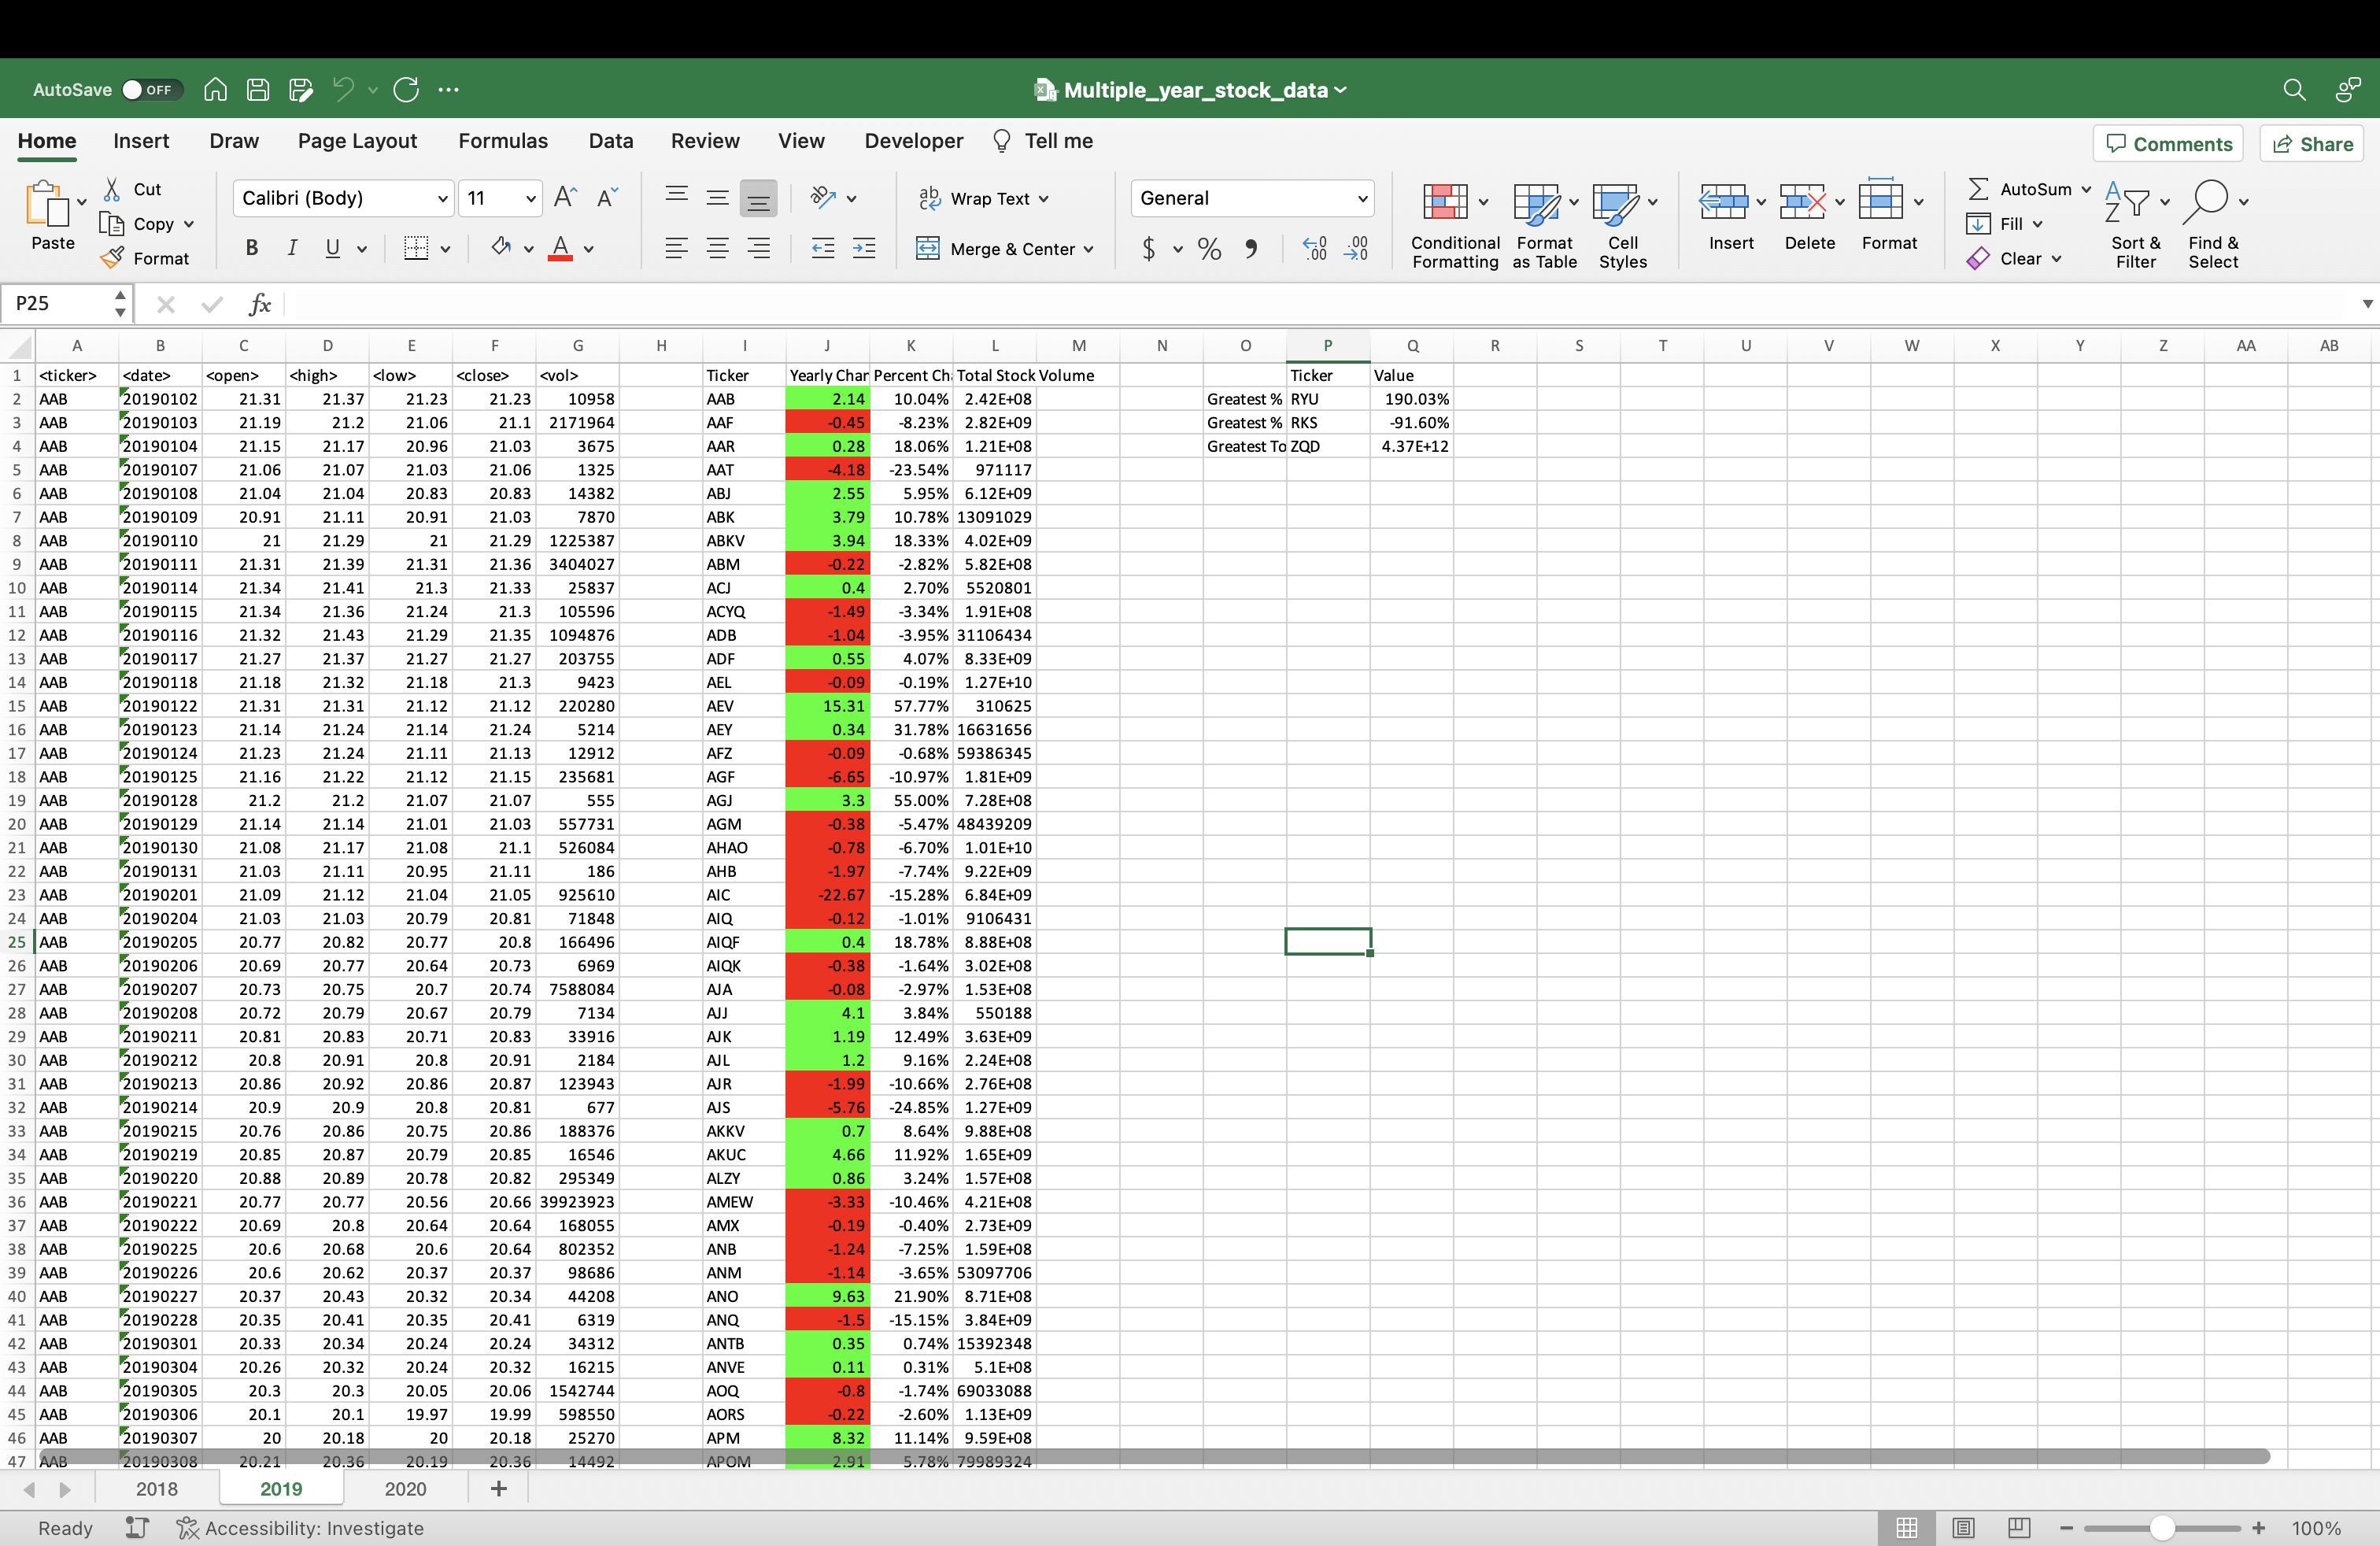 AutoSave OFF Multiple_year_stock_data
Home Insert Draw Page Layout Formulas Data Review View Developer Tell me Comments Share
Paste Cut Copy Format Calibri (Body) 11 Wrap Text Merge & Center General Conditional Formatting Format as Table Cell Styles Insert Delete Format AutoSum Fill Clear Sort & Filter Find & Select
P25 fx
A B C D E F G H I J K L M N O P Q R S T U V W X Y Z AA AB
1 <ticker> <date> <open> <high> <low> <close> <vol> Ticker Yearly Char Percent Ch Total Stock Volume Ticker Value
2 AAB 20190102 21.31 21.37 21.23 21.23 10958 AAB 2.14 10.04% 2.42E+08 Greatest % RYU 190.03%
3 AAB 20190103 21.19 21.2 21.06 21.1 2171964 AAF -0.45 -8.23% 2.82E+09 Greatest % RKS -91.60%
4 AAB 20190104 21.15 21.17 20.96 21.03 3675 AAR 0.28 18.06% 1.21E+08 Greatest To ZQD 4.37E+12
5 AAB 20190107 21.06 21.07 21.03 21.06 1325 AAT -4.18 -23.54% 971117
6 AAB 20190108 21.04 21.04 20.83 20.83 14382 ABJ 2.55 5.95% 6.12E+09
7 AAB 20190109 20.91 21.11 20.91 21.03 7870 ABK 3.79 10.78% 13091029
8 AAB 20190110 21 21.29 21 21.29 1225387 ABKV 3.94 18.33% 4.02E+09
9 AAB 20190111 21.31 21.39 21.31 21.36 3404027 ABM -0.22 -2.82% 5.82E+08
10 AAB 20190114 21.34 21.41 21.3 21.33 25837 ACJ 0.4 2.70% 5520801
11 AAB 20190115 21.34 21.36 21.24 21.3 105596 ACYQ -1.49 -3.34% 1.91E+08
12 AAB 20190116 21.32 21.43 21.29 21.35 1094876 ADB -1.04 -3.95% 31106434
13 AAB 20190117 21.27 21.37 21.27 21.27 203755 ADF 0.55 4.07% 8.33E+09
14 AAB 20190118 21.18 21.32 21.18 21.3 9423 AEL -0.09 -0.19% 1.27E+10
15 AAB 20190122 21.31 21.31 21.12 21.12 220280 AEV 15.31 57.77% 310625
16 AAB 20190123 21.14 21.24 21.14 21.24 5214 AEY 0.34 31.78% 16631656
17 AAB 20190124 21.23 21.24 21.11 21.13 12912 AFZ -0.09 -0.68% 59386345
18 AAB 20190125 21.16 21.22 21.12 21.15 235681 AGF -6.65 -10.97% 1.81E+09
19 AAB 20190128 21.2 21.2 21.07 21.07 555 AGJ 3.3 55.00% 7.28E+08
20 AAB 20190129 21.14 21.14 21.01 21.03 557731 AGM -0.38 -5.47% 48439209
21 AAB 20190130 21.08 21.17 21.08 21.1 526084 AHAO -0.78 -6.70% 1.01E+10
22 AAB 20190131 21.03 21.11 20.95 21.11 186 AHB -1.97 -7.74% 9.22E+09
23 AAB 20190201 21.09 21.12 21.04 21.05 925610 AIC -22.67 -15.28% 6.84E+09
24 AAB 20190204 21.03 21.03 20.79 20.81 71848 AIQ -0.12 -1.01% 9106431
25 AAB 20190205 20.77 20.82 20.77 20.8 166496 AIQF 0.4 18.78% 8.88E+08
26 AAB 20190206 20.69 20.77 20.64 20.73 6969 AIQK -0.38 -1.64% 3.02E+08
27 AAB 20190207 20.73 20.75 20.7 20.74 7588084 AJA -0.08 -2.97% 1.53E+08
28 AAB 20190208 20.72 20.79 20.67 20.79 7134 AJJ 4.1 3.84% 550188
29 AAB 20190211 20.81 20.83 20.71 20.83 33916 AJK 1.19 12.49% 3.63E+09
30 AAB 20190212 20.8 20.91 20.8 20.91 2184 AJL 1.2 9.16% 2.24E+08
31 AAB 20190213 20.86 20.92 20.86 20.87 123943 AJR -1.99 -10.66% 2.76E+08
32 AAB 20190214 20.9 20.9 20.8 20.81 677 AJS -5.76 -24.85% 1.27E+09
33 AAB 20190215 20.76 20.86 20.75 20.86 188376 AKKV 0.7 8.64% 9.88E+08
34 AAB 20190219 20.85 20.87 20.79 20.85 16546 AKUC 4.66 11.92% 1.65E+09
35 AAB 20190220 20.88 20.89 20.78 20.82 295349 ALZY 0.86 3.24% 1.57E+08
36 AAB 20190221 20.77 20.77 20.56 20.66 39923923 AMEW -3.33 -10.46% 4.21E+08
37 AAB 20190222 20.69 20.8 20.64 20.64 168055 AMX -0.19 -0.40% 2.73E+09
38 AAB 20190225 20.6 20.68 20.6 20.64 802352 ANB -1.24 -7.25% 1.59E+08
39 AAB 20190226 20.6 20.62 20.37 20.37 98686 ANM -1.14 -3.65% 53097706
40 AAB 20190227 20.37 20.43 20.32 20.34 44208 ANO 9.63 21.90% 8.71E+08
41 AAB 20190228 20.35 20.41 20.35 20.41 6319 ANQ -1.5 -15.15% 3.84E+09
42 AAB 20190301 20.33 20.34 20.24 20.24 34312 ANTB 0.35 0.74% 15392348
43 AAB 20190304 20.26 20.32 20.24 20.32 16215 ANVE 0.11 0.31% 5.1E+08
44 AAB 20190305 20.3 20.3 20.05 20.06 1542744 AOQ -0.8 -1.74% 69033088
45 AAB 20190306 20.1 20.1 19.97 19.99 598550 AORS -0.22 -2.60% 1.13E+09
46 AAB 20190307 20 20.18 20 20.18 25270 APM 8.32 11.14% 9.59E+08
47 AAB 20190308 20.21 20.36 20.19 20.36 14492 APOM 2.91 5.78% 79989324
2018 2019 2020 +
Ready Accessibility: Investigate 100%